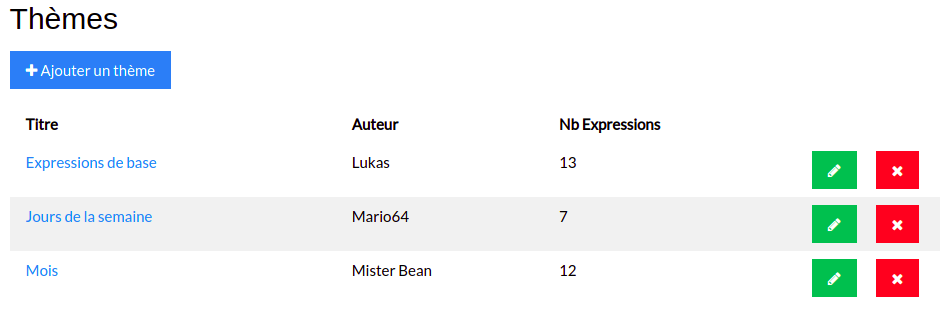 Thèmes
Ajouter un thème
Titre Auteur Nb Expressions
Expressions de base Lukas 13
Jours de la semaine Mario64 7
Mois Mister Bean 12